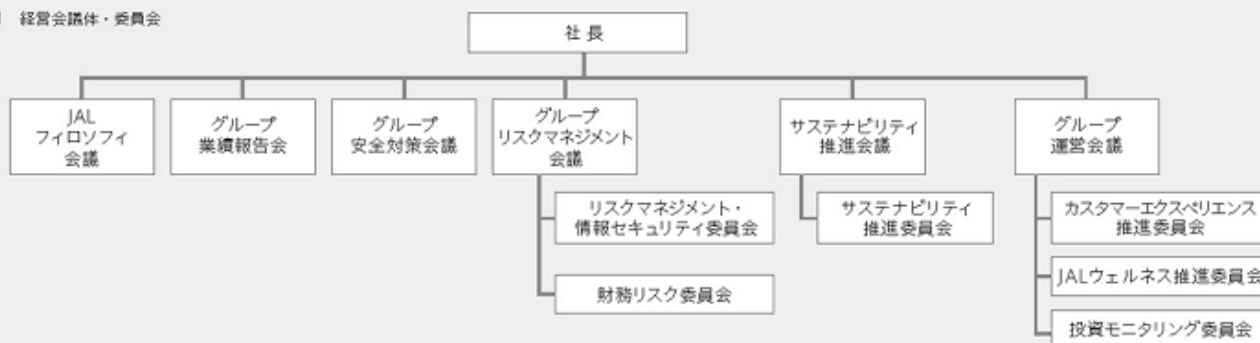 経営会議体・委員会
社 長
JAL
フィロソフィ
会議
グループ
業績報告会
グループ
安全対策会議
グループ
リスクマネジメント
会議
サステナビリティ
推進会議
グループ
運営会議
リスクマネジメント・
情報セキュリティ委員会
財務リスク委員会
サステナビリティ
推進委員会
カスタマーエクスペリエンス
推進委員会
JALウェルネス推進委員会
投資モニタリング委員会